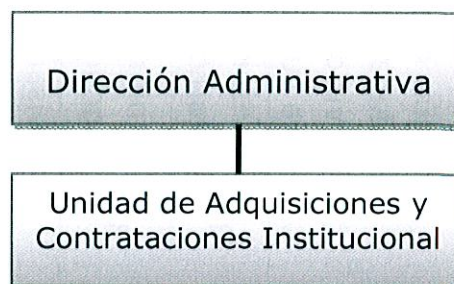 Dirección Administrativa
Unidad de Adquisiciones y
Contrataciones Institucional